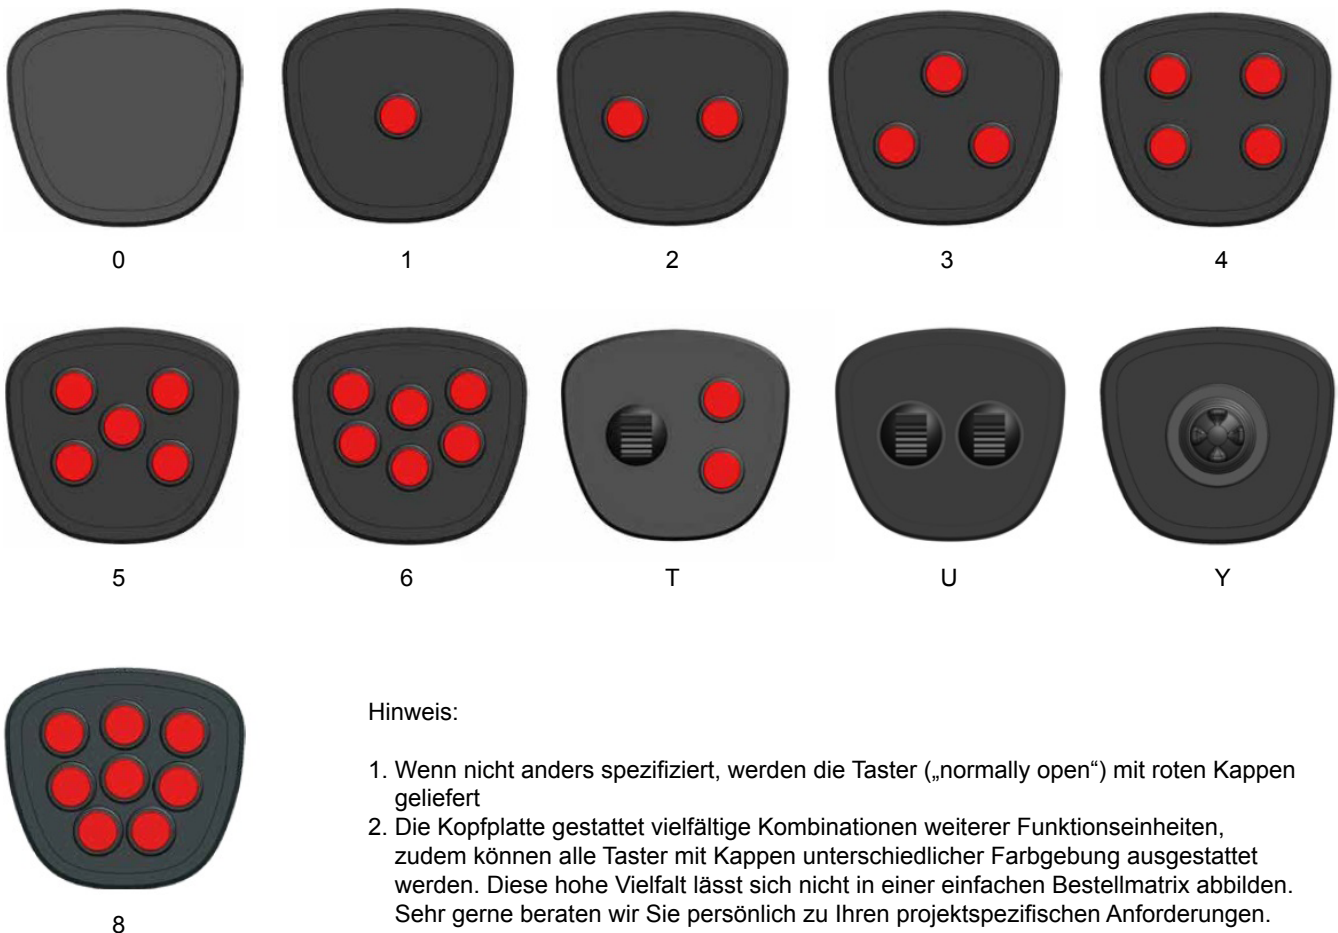 0
1
2
3
4
5
6
T
U
Y
8
Hinweis:
1. Wenn nicht anders spezifiziert, werden die Taster („normally open“) mit roten Kappen
geliefert
2. Die Kopfplatte gestattet vielfältige Kombinationen weiterer Funktionseinheiten,
zudem können alle Taster mit Kappen unterschiedlicher Farbgebung ausgestattet
werden. Diese hohe Vielfalt lässt sich nicht in einer einfachen Bestellmatrix abbilden.
Sehr gerne beraten wir Sie persönlich zu Ihren projektspezifischen Anforderungen.